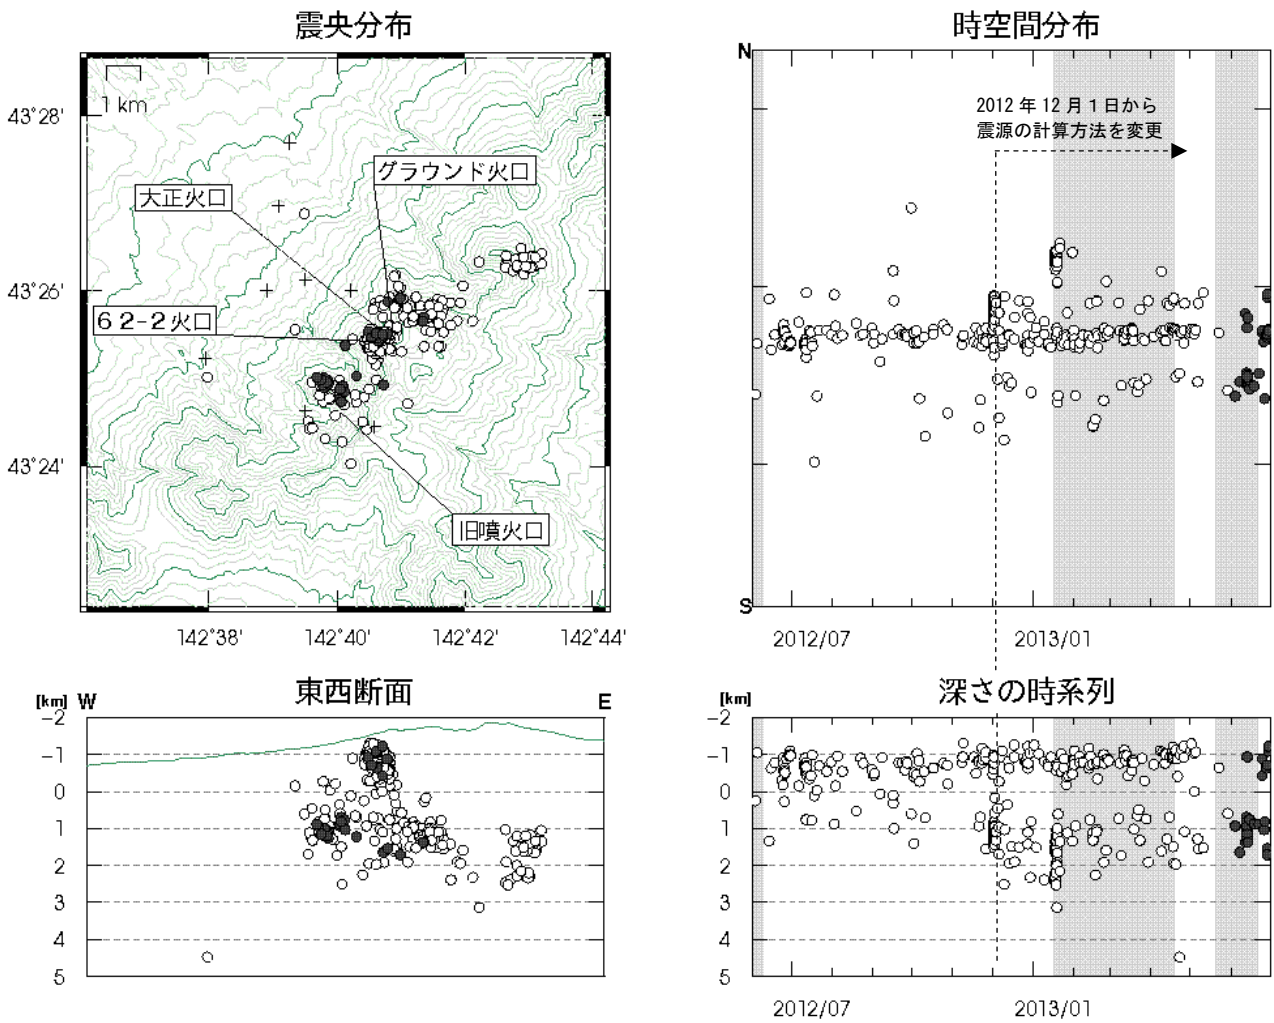 震央分布
1 km
43°28'
43°26'
43°24'
グラウンド火口
大正火口
62-2火口
旧噴火口
142°38'
142°40'
142°42'
142°44'
時空間分布
N
2012年12月1日から
震源の計算方法を変更
S
2012/07
2013/01
東西断面
[km] W
E
-2
-1
0
1
2
3
4
5
深さの時系列
[km]
-2
-1
0
1
2
3
4
5
2012/07
2013/01